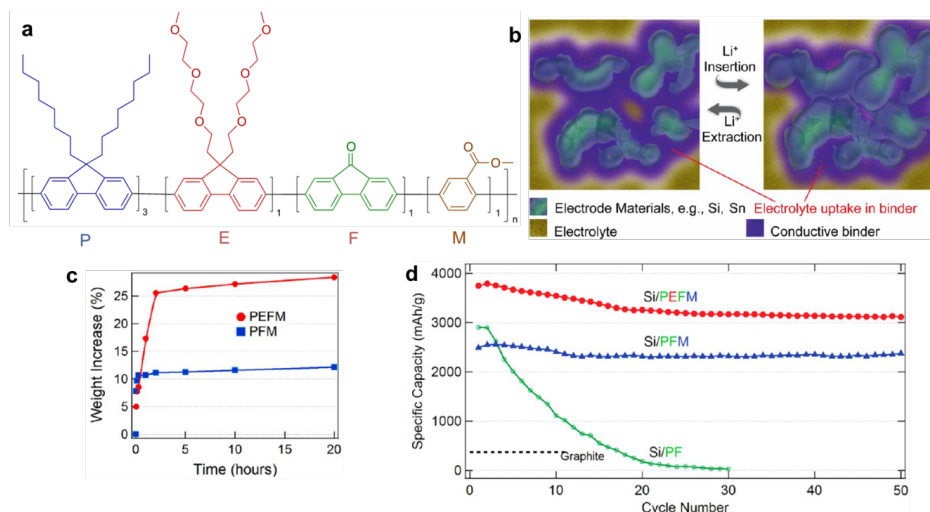 a
O
O
O
O
O
O
O
O
O
3
1
1
1
n
P
E
F
M
b
Li⁺
Insertion
Li⁺
Extraction
Electrode Materials, e.g., Si, Sn
Electrolyte uptake in binder
Electrolyte
Conductive binder
c
Weight Increase (%)
25
20
15
10
5
0
PEFM
PFM
0
5
10
15
20
Time (hours)
d
Specific Capacity (mAh/g)
4000
3000
2000
1000
0
Si/PEFM
Si/PFM
Si/PF
Graphite
0
10
20
30
40
50
Cycle Number